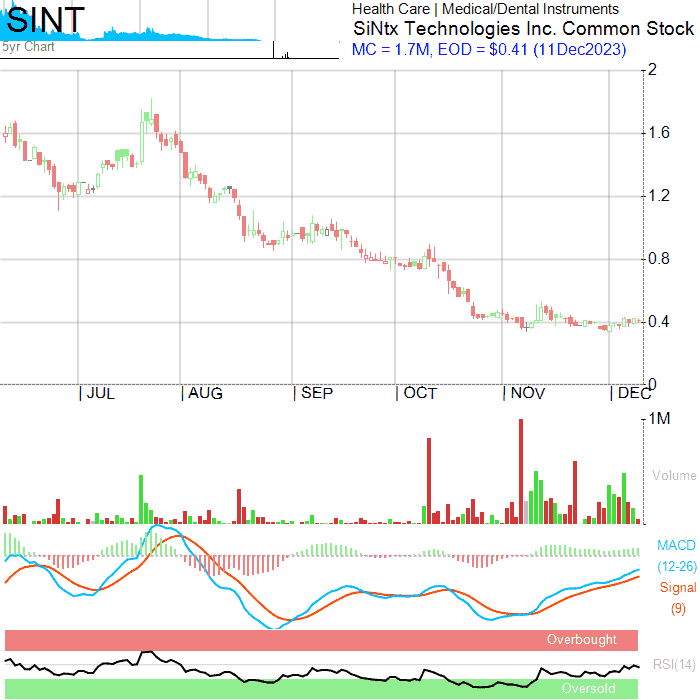 SINT
Health Care | Medical/Dental Instruments
SiNtx Technologies Inc. Common Stock
5yr Chart
MC = 1.7M, EOD = $0.41 (11Dec2023)
2
1.6
1.2
0.8
0.4
0
JUL AUG SEP OCT NOV DEC
1M
Volume
MACD
(12-26)
Signal
(9)
Overbought
RSI(14)
Oversold